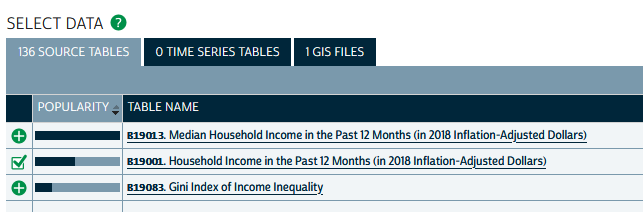 SELECT DATA ?
136 SOURCE TABLES 0 TIME SERIES TABLES 1 GIS FILES
POPULARITY TABLE NAME
B19013. Median Household Income in the Past 12 Months (in 2018 Inflation-Adjusted Dollars)
B19001. Household Income in the Past 12 Months (in 2018 Inflation-Adjusted Dollars)
B19083. Gini Index of Income Inequality